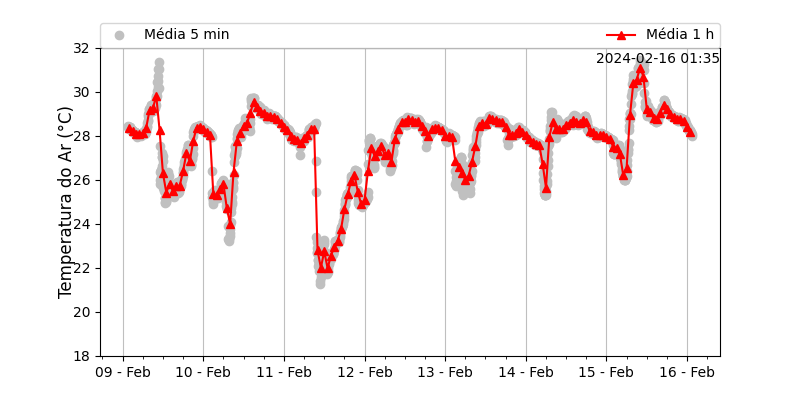 Média 5 min
Média 1 h
2024-02-16 01:35
Temperatura do Ar (°C)
32
30
28
26
24
22
20
18
09 - Feb
10 - Feb
11 - Feb
12 - Feb
13 - Feb
14 - Feb
15 - Feb
16 - Feb